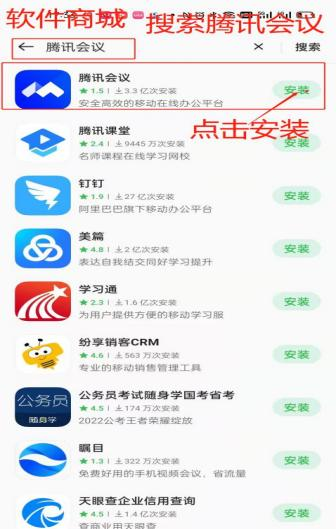 软件商城 搜索腾讯会议
腾讯会议
搜索
腾讯会议
1.5 3.3 亿次安装
安全高效的移动在线办公平台
安装
点击安装
腾讯课堂
2.4 9445 万次安装
名师课程在线学习网校
安装
钉钉
1.9 27 亿次安装
阿里巴巴旗下移动办公平台
安装
美篇
4.8 2 亿次安装
表达自我结交同好学习提升
安装
学习通
2.3 1.6 亿次安装
为用户提供方便的移动学习服
安装
纷享销客CRM
4.6 563 万次安装
专业的移动销售管理工具
安装
公务员
随身学
公务员考试随身学国考省考
4.5 174 万次安装
2022公考王者荣耀绽放
安装
瞩目
1.3 322 万次安装
免费好用的手机视频会议，省流量
安装
天眼查企业信用查询
4.5 1.4 亿次安装
查商业用天眼查
安装